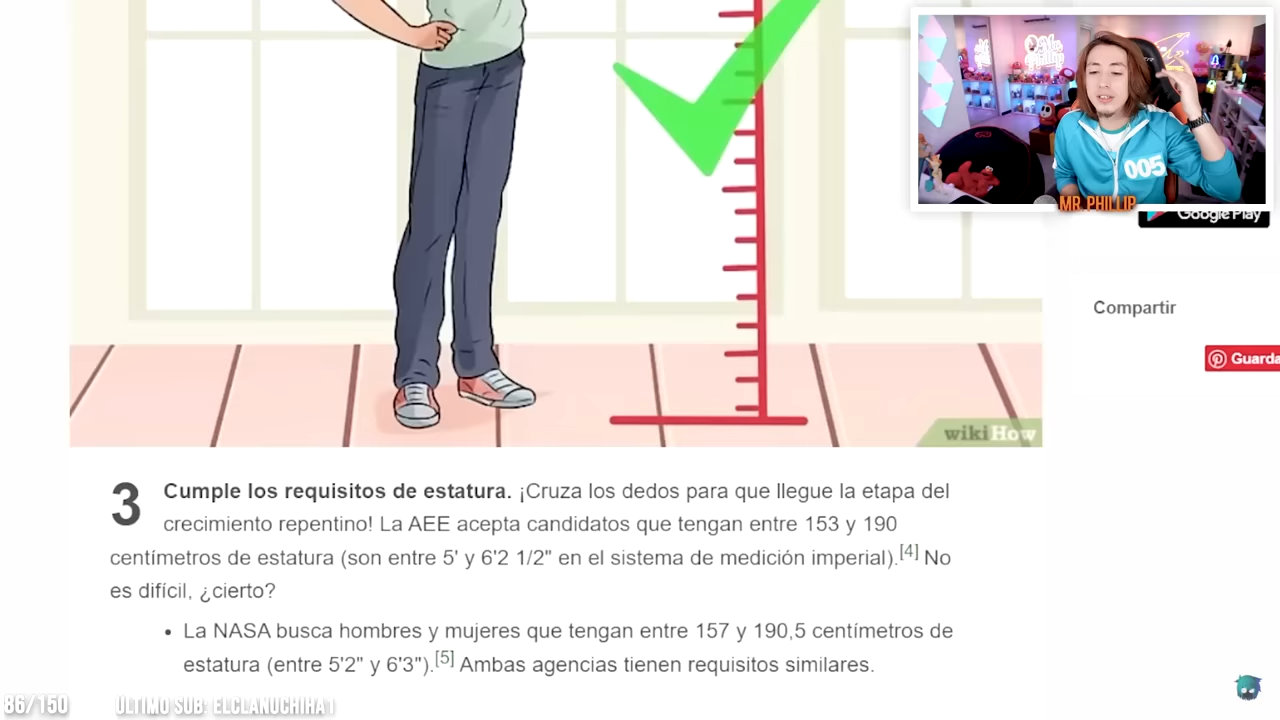 005
MR. PHILLIP
Google Play
Compartir
Guarda
wikiHow
3 Cumple los requisitos de estatura. ¡Cruza los dedos para que llegue la etapa del
crecimiento repentino! La AEE acepta candidatos que tengan entre 153 y 190
centímetros de estatura (son entre 5' y 6'2 1/2" en el sistema de medición imperial).[4] No
es difícil, ¿cierto?
• La NASA busca hombres y mujeres que tengan entre 157 y 190,5 centímetros de
estatura (entre 5'2" y 6'3").[5] Ambas agencias tienen requisitos similares.
86/150 ÚLTIMO SUB: ELCLANUCHIHA1